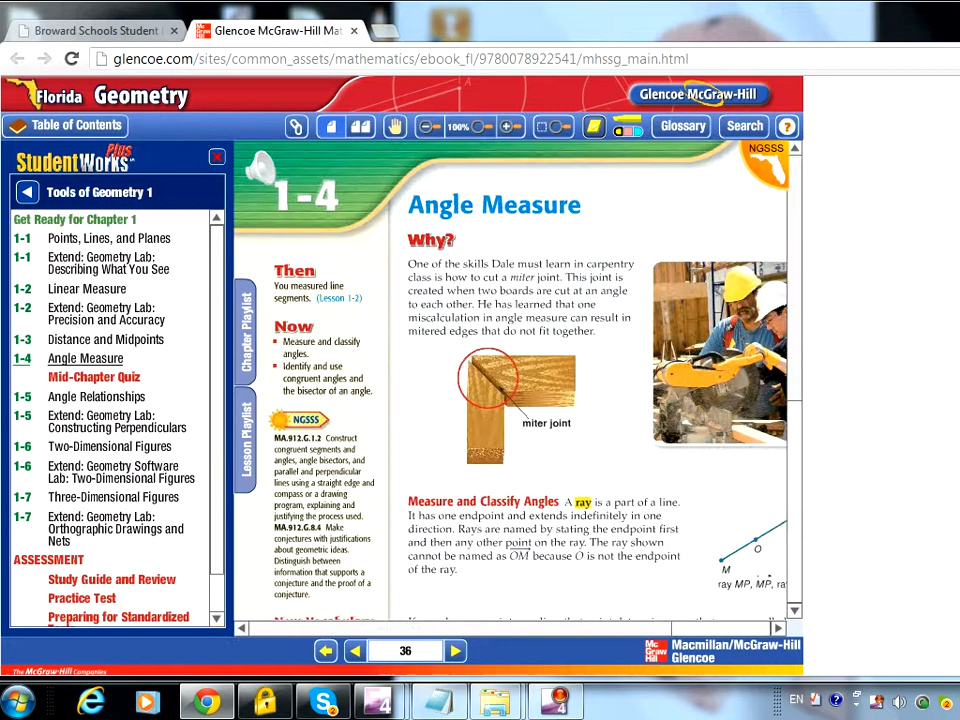 Broward Schools Student
Glencoe McGraw-Hill Mat
glencoe.com/sites/common_assets/mathematics/ebook_fl/9780078922541/mhssg_main.html
Florida Geometry
Glencoe McGraw-Hill
Table of Contents
100%
Glossary
Search
?
StudentWorks Plus
Tools of Geometry 1
Get Ready for Chapter 1
1-1 Points, Lines, and Planes
1-1 Extend: Geometry Lab:
Describing What You See
1-2 Linear Measure
1-2 Extend: Geometry Lab:
Precision and Accuracy
1-3 Distance and Midpoints
1-4 Angle Measure
Mid-Chapter Quiz
1-5 Angle Relationships
1-5 Extend: Geometry Lab:
Constructing Perpendiculars
1-6 Two-Dimensional Figures
1-6 Extend: Geometry Software
Lab: Two-Dimensional Figures
1-7 Three-Dimensional Figures
1-7 Extend: Geometry Lab:
Orthographic Drawings and
Nets
ASSESSMENT
Study Guide and Review
Practice Test
Preparing for Standardized
Chapter Playlist
Lesson Playlist
1-4
NGSSS
Then
You measured line
segments. (Lesson 1-2)
Now
Measure and classify
angles.
Identify and use
congruent angles and
the bisector of an angle.
NGSSS
MA.912.G.1.2 Construct
congruent segments and
angles, angle bisectors, and
parallel and perpendicular
lines using a straight edge and
compass or a drawing
program, explaining and
justifying the process used.
MA.912.G.8.4 Make
conjectures with justifications
about geometric ideas.
Distinguish between
information that supports a
conjecture and the proof of a
conjecture.
Angle Measure
Why?
One of the skills Dale must learn in carpentry
class is how to cut a miter joint. This joint is
created when two boards are cut at an angle
to each other. He has learned that one
miscalculation in angle measure can result in
mitered edges that do not fit together.
miter joint
Measure and Classify Angles A ray is a part of a line.
It has one endpoint and extends indefinitely in one
direction. Rays are named by stating the endpoint first
and then any other point on the ray. The ray shown
cannot be named as OM because O is not the endpoint
of the ray.
O
M
ray MP, MP, ra
36
Macmillan/McGraw-Hill
Glencoe
Mc
Graw
Hill
The McGraw-Hill Companies
EN